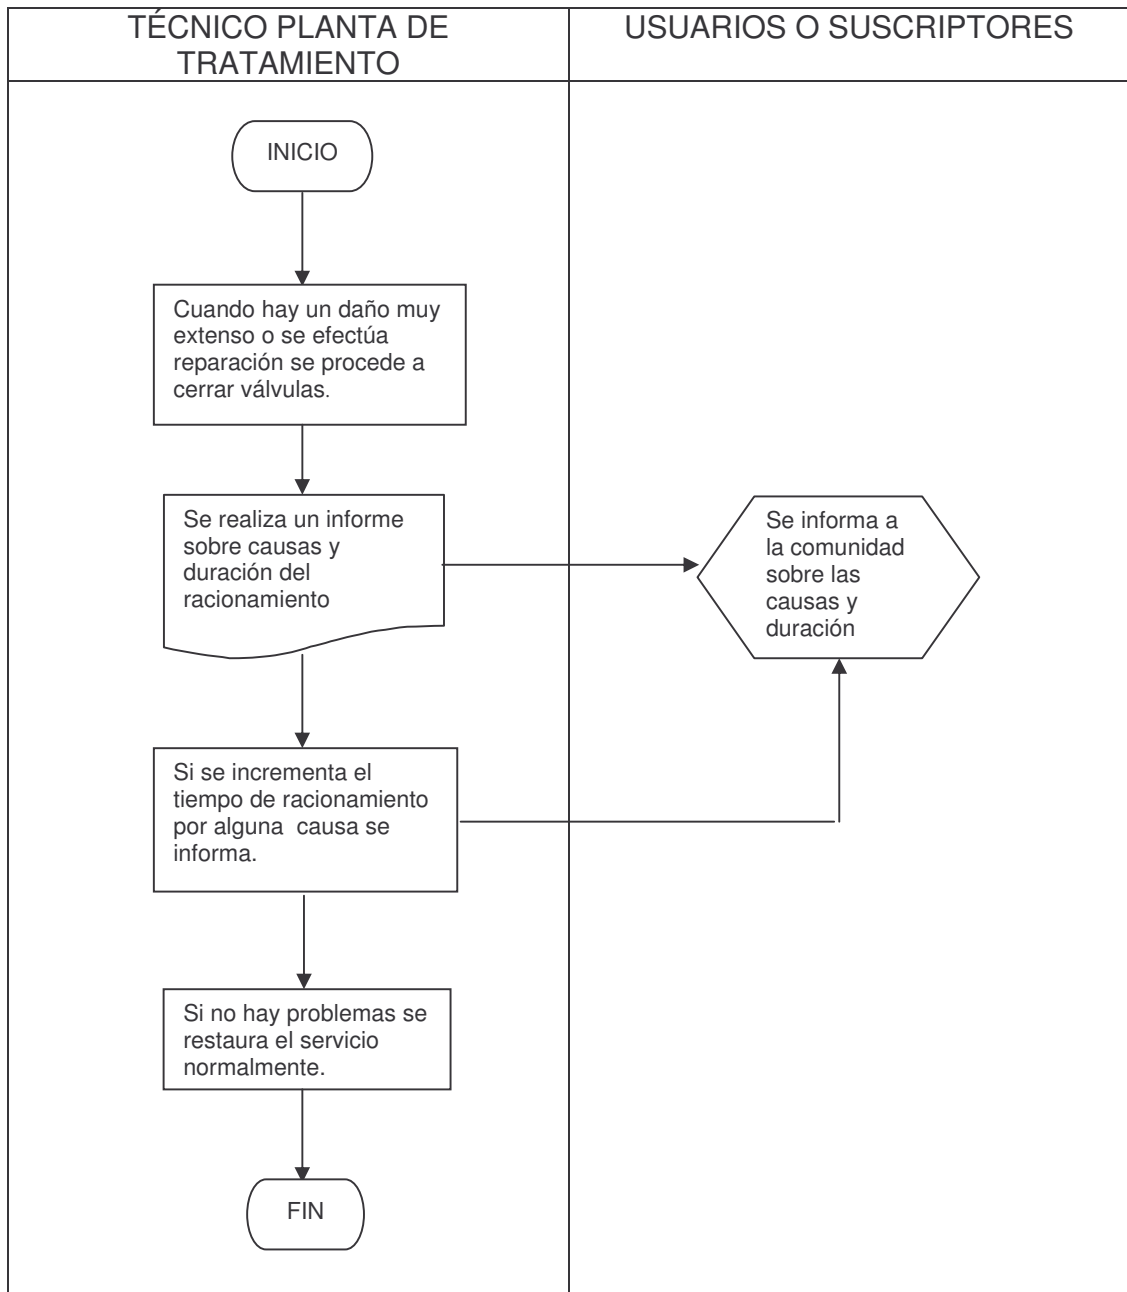 TÉCNICO PLANTA DE
TRATAMIENTO
USUARIOS O SUSCRIPTORES
INICIO
Cuando hay un daño muy
extenso o se efectúa
reparación se procede a
cerrar válvulas.
Se realiza un informe
sobre causas y
duración del
racionamiento
Se informa a
la comunidad
sobre las
causas y
duración
Si se incrementa el
tiempo de racionamiento
por alguna causa se
informa.
Si no hay problemas se
restaura el servicio
normalmente.
FIN